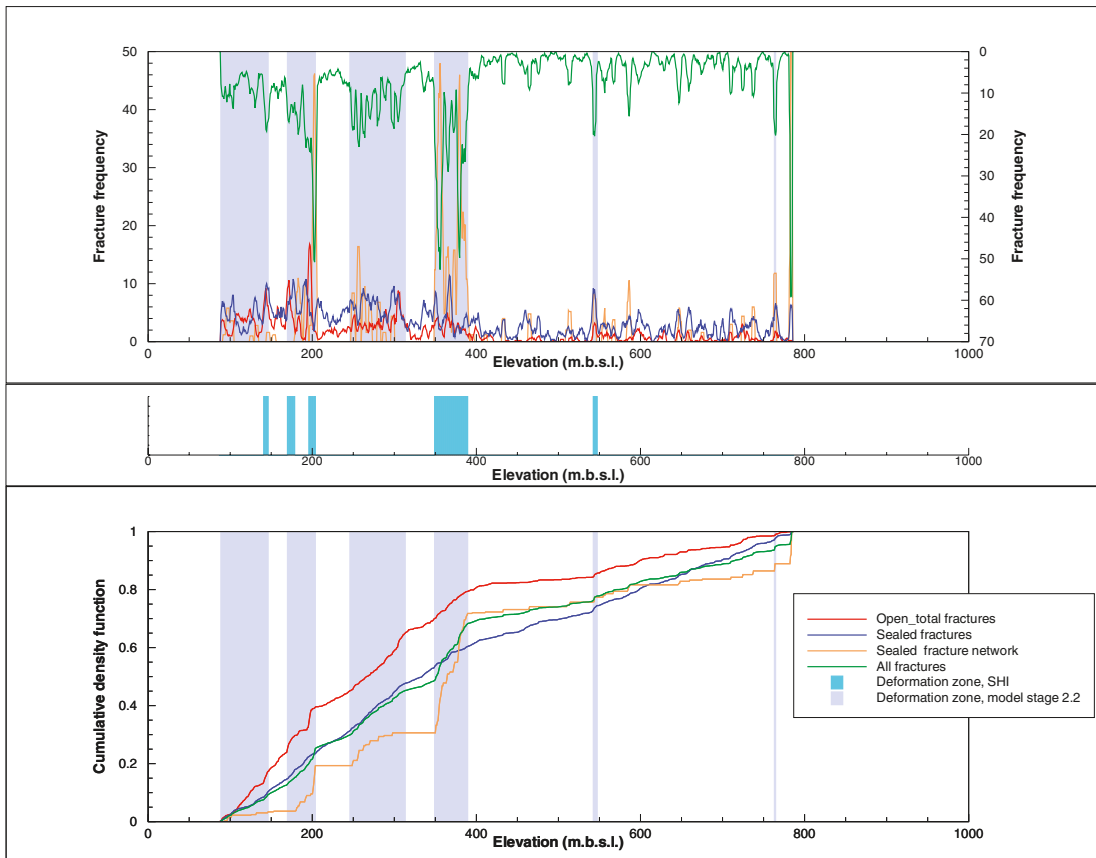 50
40
30
20
10
0
Fracture frequency
0
10
20
30
40
50
60
70
Fracture frequency
0 200 400 600 800 1000
Elevation (m.b.s.l.)
0 200 400 600 800 1000
Elevation (m.b.s.l.)
1
0.8
0.6
0.4
0.2
0
Cumulative density function
0 200 400 600 800 1000
Elevation (m.b.s.l.)
Open_total fractures
Sealed fractures
Sealed fracture network
All fractures
Deformation zone, SHI
Deformation zone, model stage 2.2